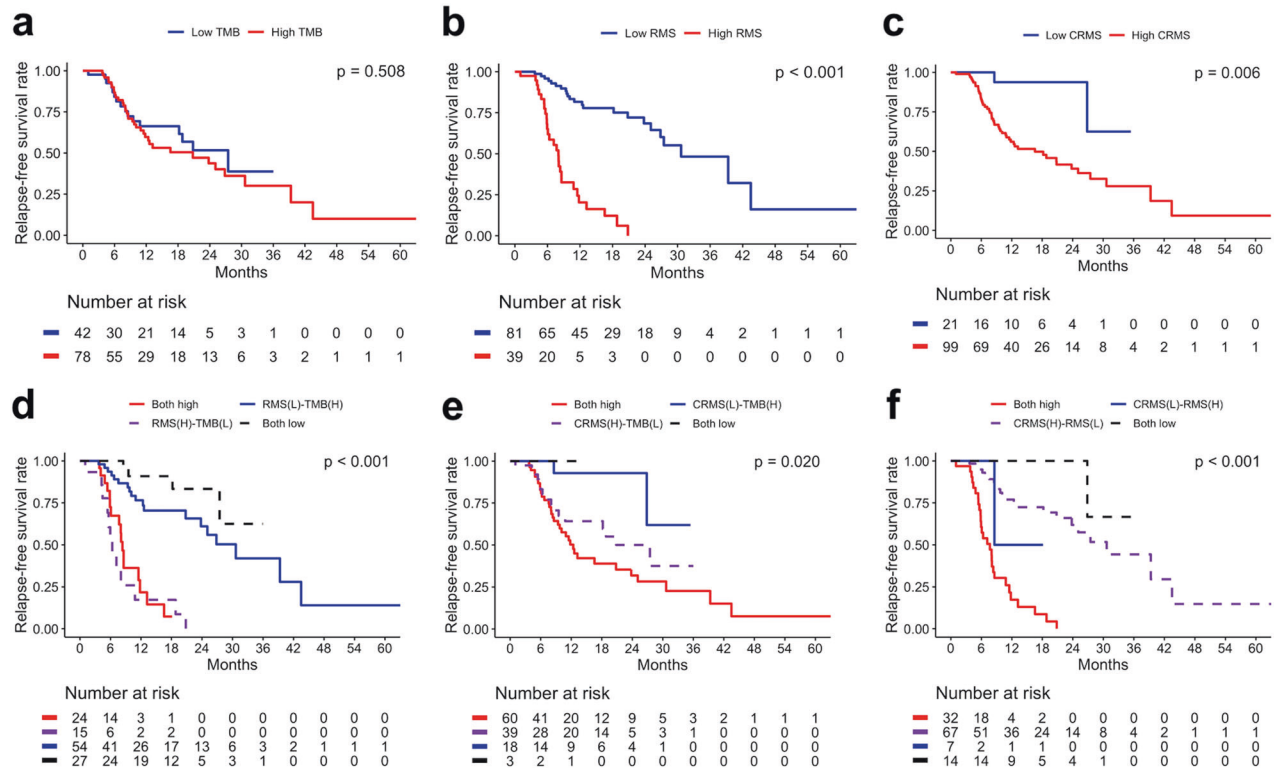 a
Low TMB High TMB
p = 0.508
Relapse-free survival rate
1.00
0.75
0.50
0.25
0.00
0 6 12 18 24 30 36 42 48 54 60
Months
Number at risk
42 30 21 14 5 3 1 0 0 0 0
78 55 29 18 13 6 3 2 1 1 1
b
Low RMS High RMS
p < 0.001
Relapse-free survival rate
1.00
0.75
0.50
0.25
0.00
0 6 12 18 24 30 36 42 48 54 60
Months
Number at risk
81 65 45 29 18 9 4 2 1 1 1
39 20 5 3 0 0 0 0 0 0 0
c
Low CRMS High CRMS
p = 0.006
Relapse-free survival rate
1.00
0.75
0.50
0.25
0.00
0 6 12 18 24 30 36 42 48 54 60
Months
Number at risk
21 16 10 6 4 1 0 0 0 0 0
99 69 40 26 14 8 4 2 1 1 1
d
Both high RMS(L)-TMB(H)
RMS(H)-TMB(L) Both low
p < 0.001
Relapse-free survival rate
1.00
0.75
0.50
0.25
0.00
0 6 12 18 24 30 36 42 48 54 60
Months
Number at risk
24 14 3 1 0 0 0 0 0 0 0
15 6 2 2 0 0 0 0 0 0 0
54 41 26 17 13 6 3 2 1 1 1
27 24 19 12 5 3 1 0 0 0 0
e
Both high CRMS(L)-TMB(H)
CRMS(H)-TMB(L) Both low
p = 0.020
Relapse-free survival rate
1.00
0.75
0.50
0.25
0.00
0 6 12 18 24 30 36 42 48 54 60
Months
Number at risk
60 41 20 12 9 5 3 2 1 1 1
39 28 20 14 5 3 1 0 0 0 0
18 14 9 6 4 1 0 0 0 0 0
3 2 1 0 0 0 0 0 0 0 0
f
Both high CRMS(L)-RMS(H)
CRMS(H)-RMS(L) Both low
p < 0.001
Relapse-free survival rate
1.00
0.75
0.50
0.25
0.00
0 6 12 18 24 30 36 42 48 54 60
Months
Number at risk
32 18 4 2 0 0 0 0 0 0 0
67 51 36 24 14 8 4 2 1 1 1
7 2 1 1 0 0 0 0 0 0 0
14 14 9 5 4 1 0 0 0 0 0